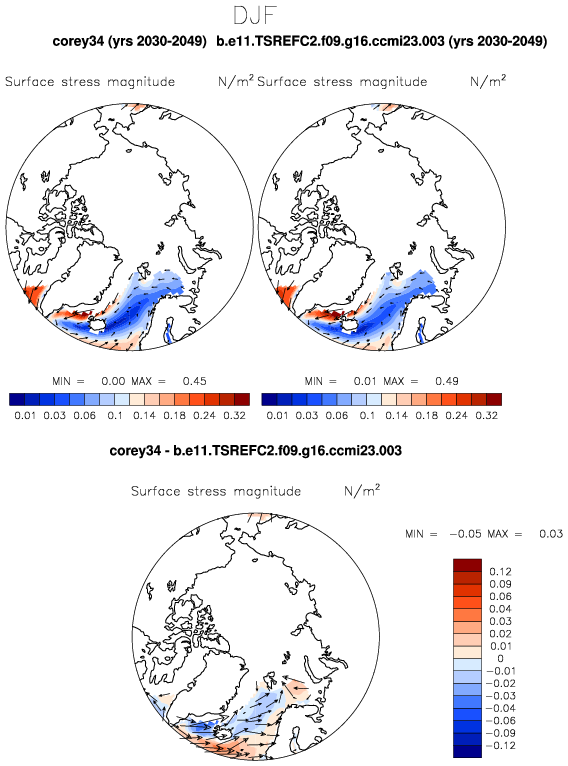 DJF
corey34 (yrs 2030-2049) b.e11.TSREFC2.f09.g16.ccmi23.003 (yrs 2030-2049)
Surface stress magnitude N/m² Surface stress magnitude N/m²
MIN = 0.00 MAX = 0.45 MIN = 0.01 MAX = 0.49
0.01 0.03 0.06 0.1 0.14 0.18 0.24 0.32 0.01 0.03 0.06 0.1 0.14 0.18 0.24 0.32
corey34 - b.e11.TSREFC2.f09.g16.ccmi23.003
Surface stress magnitude N/m²
MIN = −0.05 MAX = 0.03
0.12
0.09
0.06
0.04
0.03
0.02
0.01
0
−0.01
−0.02
−0.03
−0.04
−0.06
−0.09
−0.12